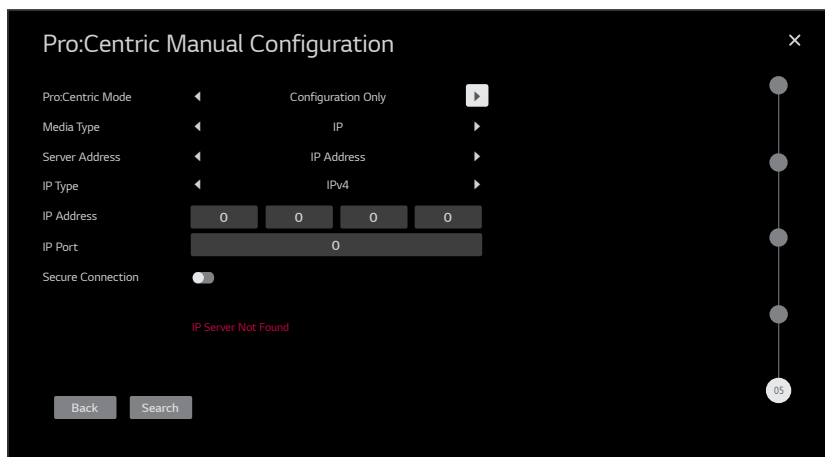 Pro:Centric Manual Configuration ×
Pro:Centric Mode Configuration Only
Media Type IP
Server Address IP Address
IP Type IPv4
IP Address 0 0 0 0
IP Port 0
Secure Connection
IP Server Not Found
05
Back Search